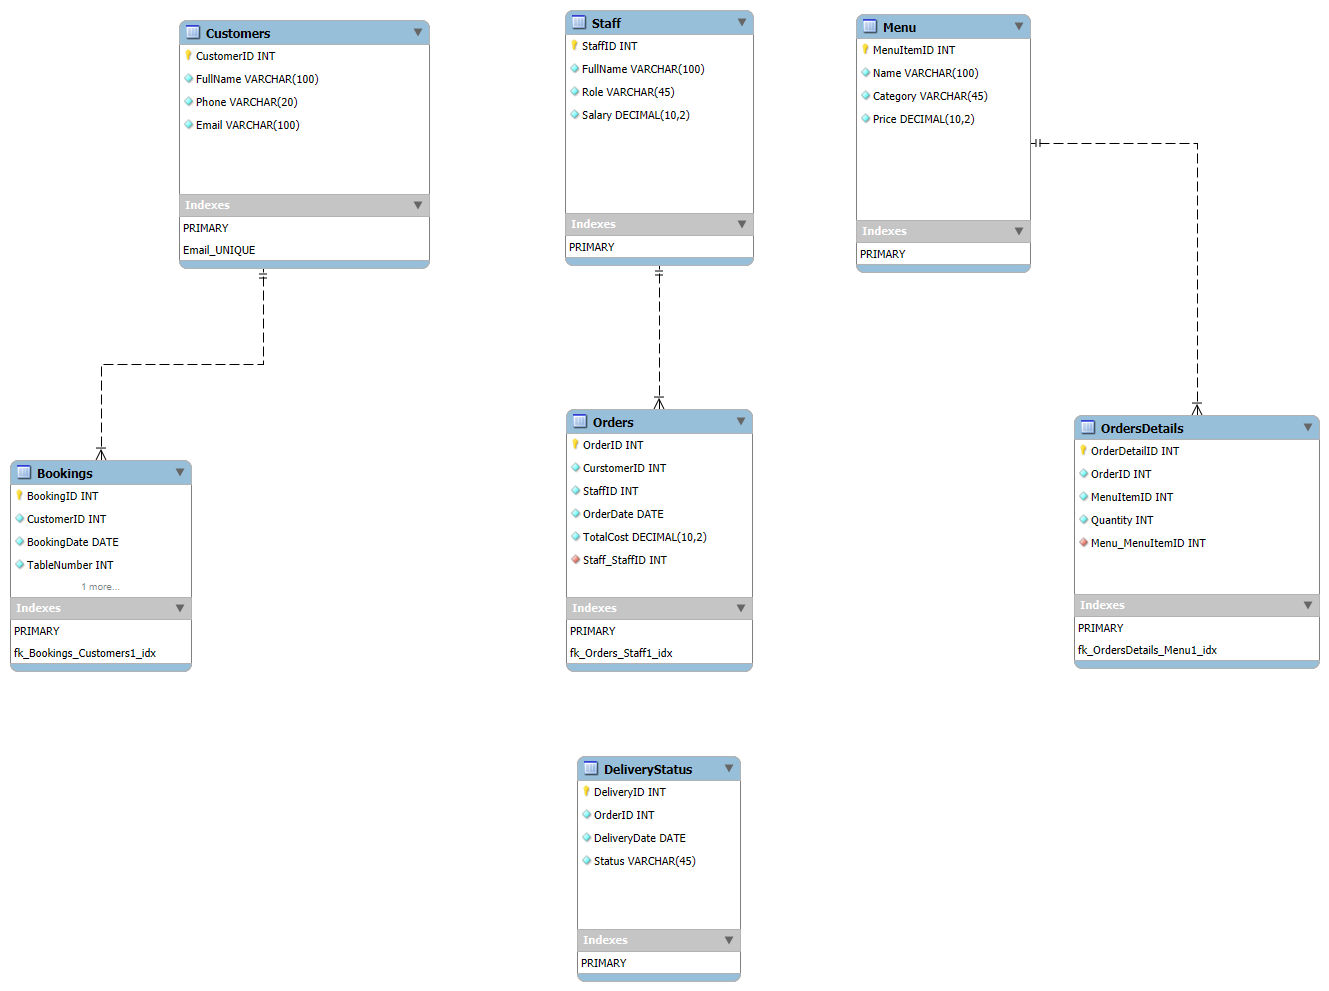 Customers
CustomerID INT
FullName VARCHAR(100)
Phone VARCHAR(20)
Email VARCHAR(100)
Indexes
PRIMARY
Email_UNIQUE
Staff
StaffID INT
FullName VARCHAR(100)
Role VARCHAR(45)
Salary DECIMAL(10,2)
Indexes
PRIMARY
Menu
MenuItemID INT
Name VARCHAR(100)
Category VARCHAR(45)
Price DECIMAL(10,2)
Indexes
PRIMARY
Bookings
BookingID INT
CustomerID INT
BookingDate DATE
TableNumber INT
1 more...
Indexes
PRIMARY
fk_Bookings_Customers1_idx
Orders
OrderID INT
CurstomerID INT
StaffID INT
OrderDate DATE
TotalCost DECIMAL(10,2)
Staff_StaffID INT
Indexes
PRIMARY
fk_Orders_Staff1_idx
OrdersDetails
OrderDetailID INT
OrderID INT
MenuItemID INT
Quantity INT
Menu_MenuItemID INT
Indexes
PRIMARY
fk_OrdersDetails_Menu1_idx
DeliveryStatus
DeliveryID INT
OrderID INT
DeliveryDate DATE
Status VARCHAR(45)
Indexes
PRIMARY